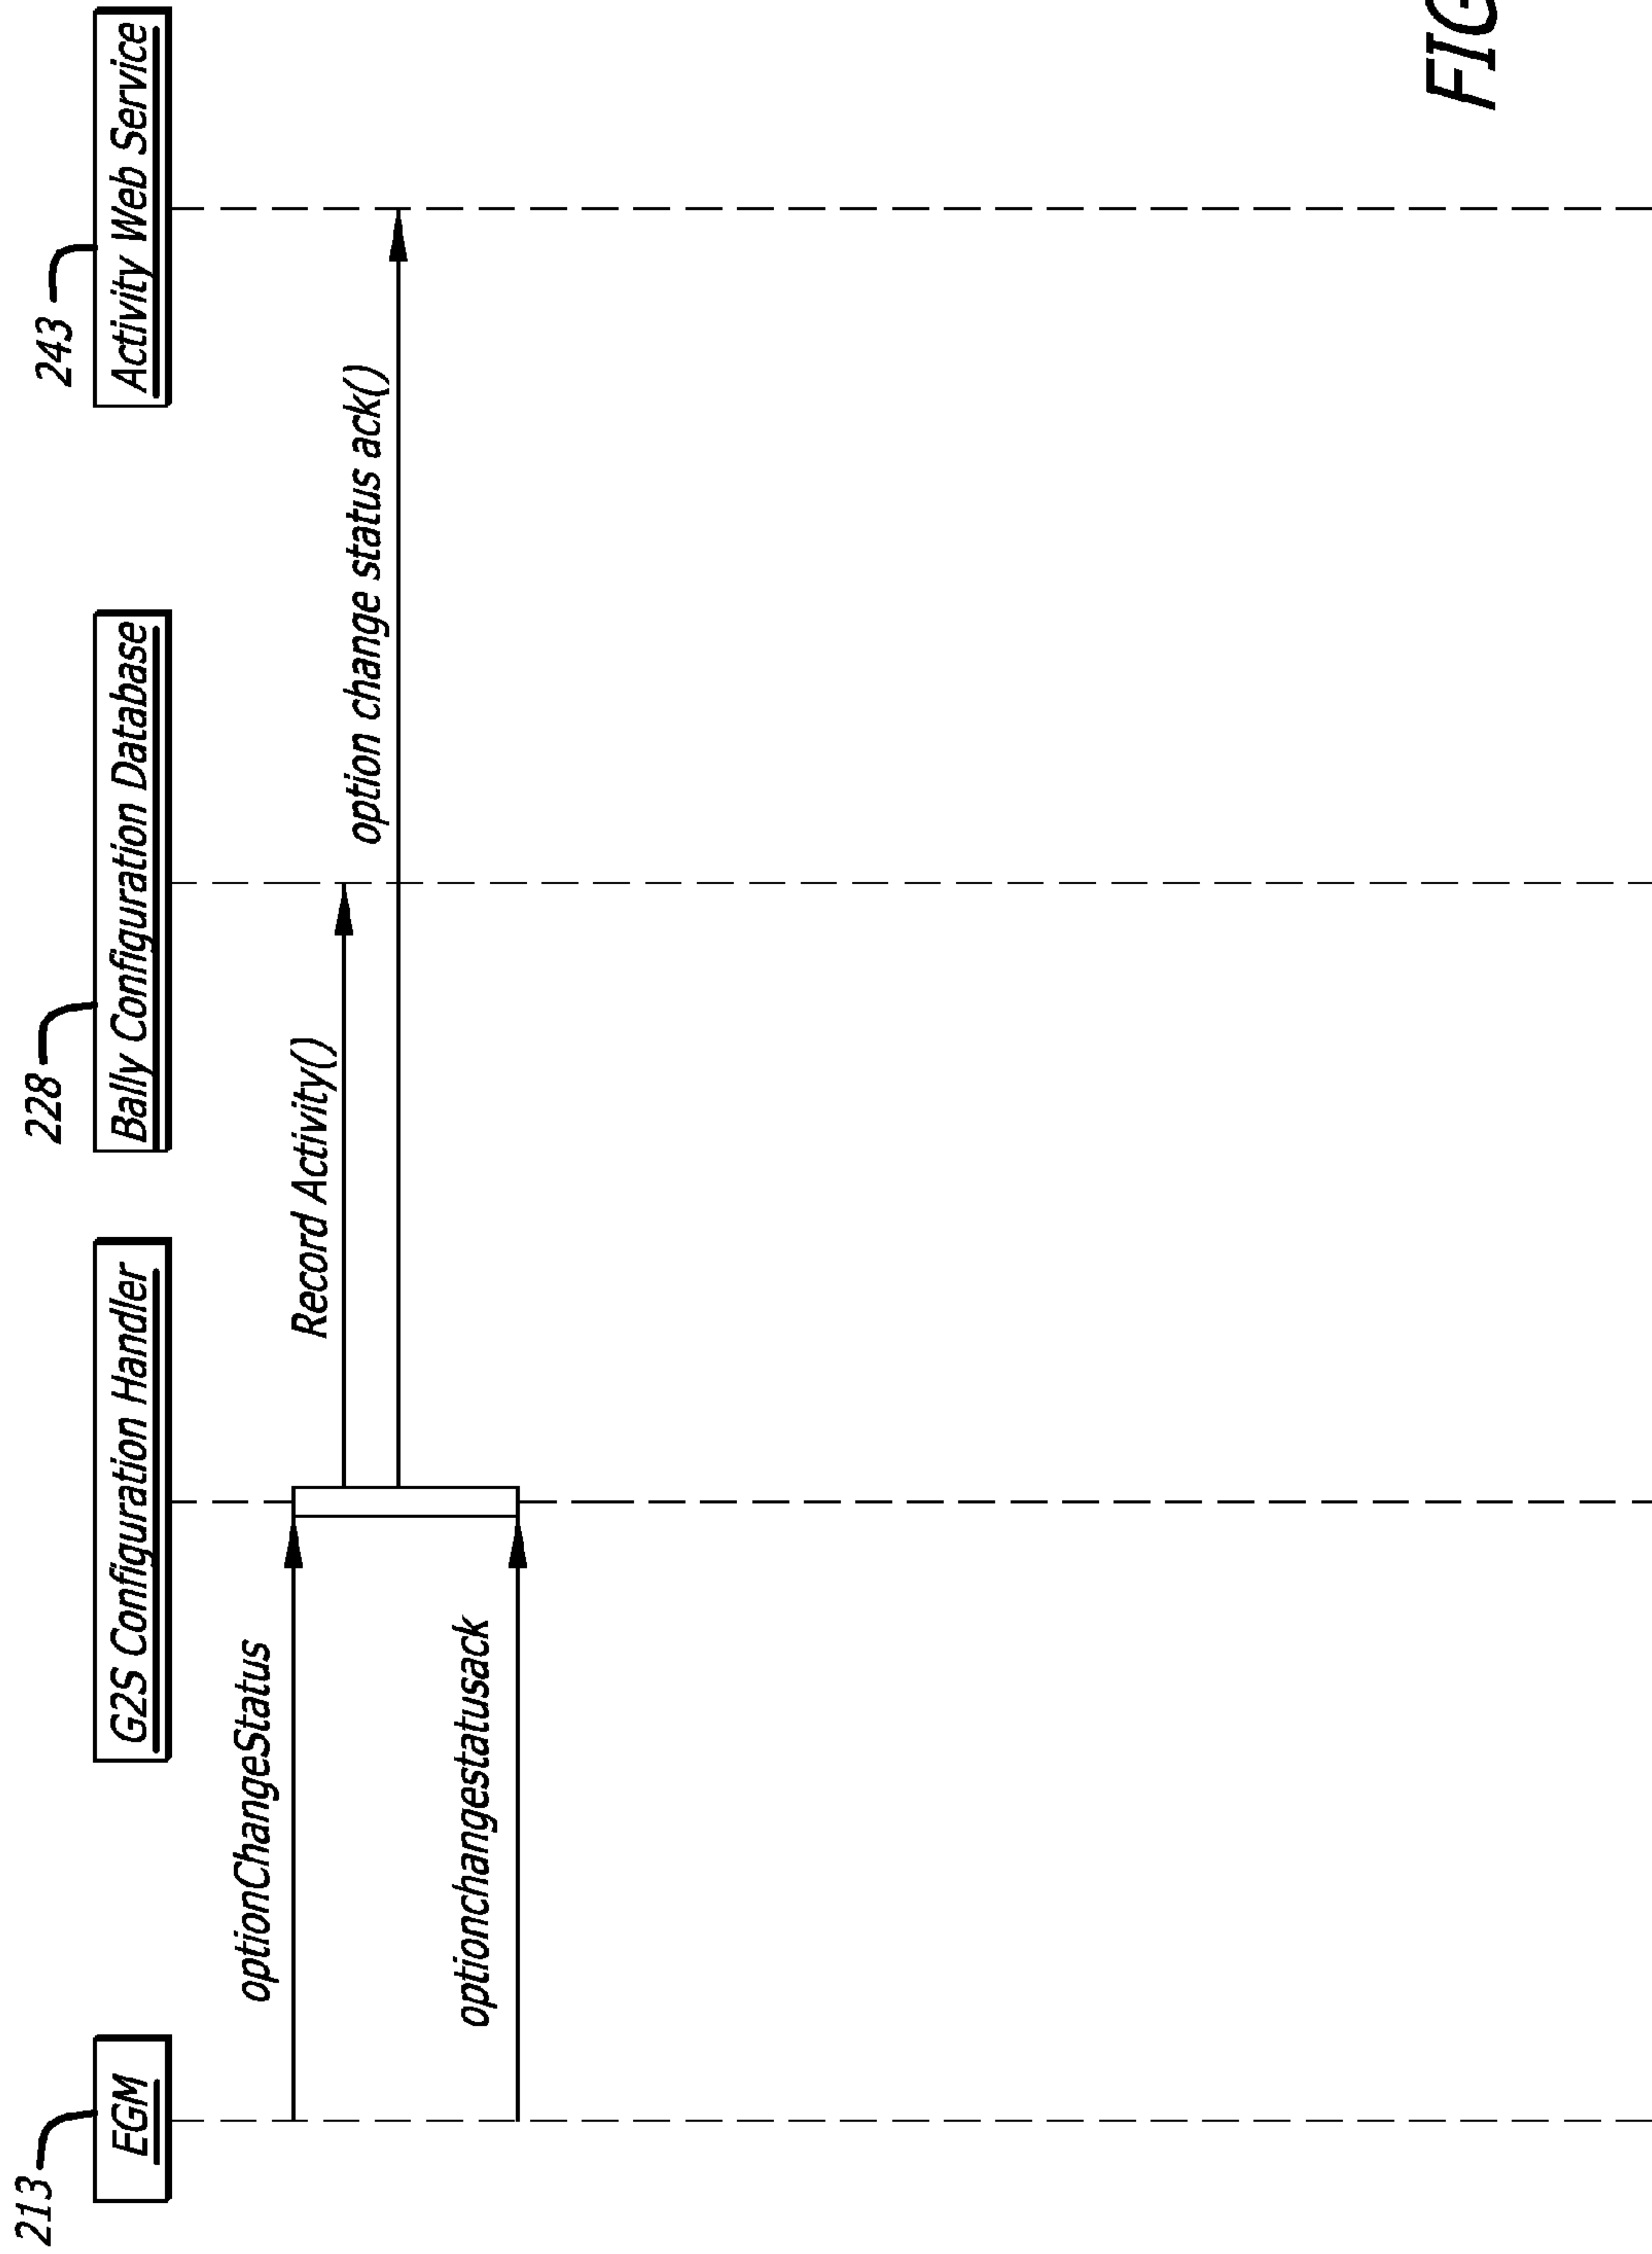 213
EGM
G2S Configuration Handler
228
Bally Configuration Database
243
Activity Web Service
optionChangeStatus
Record Activity()
option change status ack()
optionchangestatusack